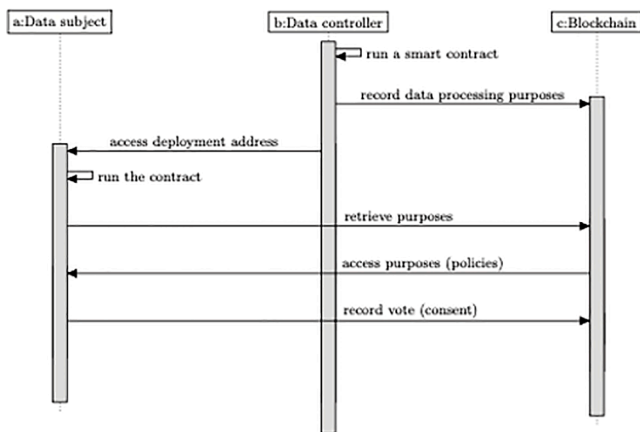 a:Data subject
b:Data controller
c:Blockchain
run a smart contract
record data processing purposes
access deployment address
run the contract
retrieve purposes
access purposes (policies)
record vote (consent)